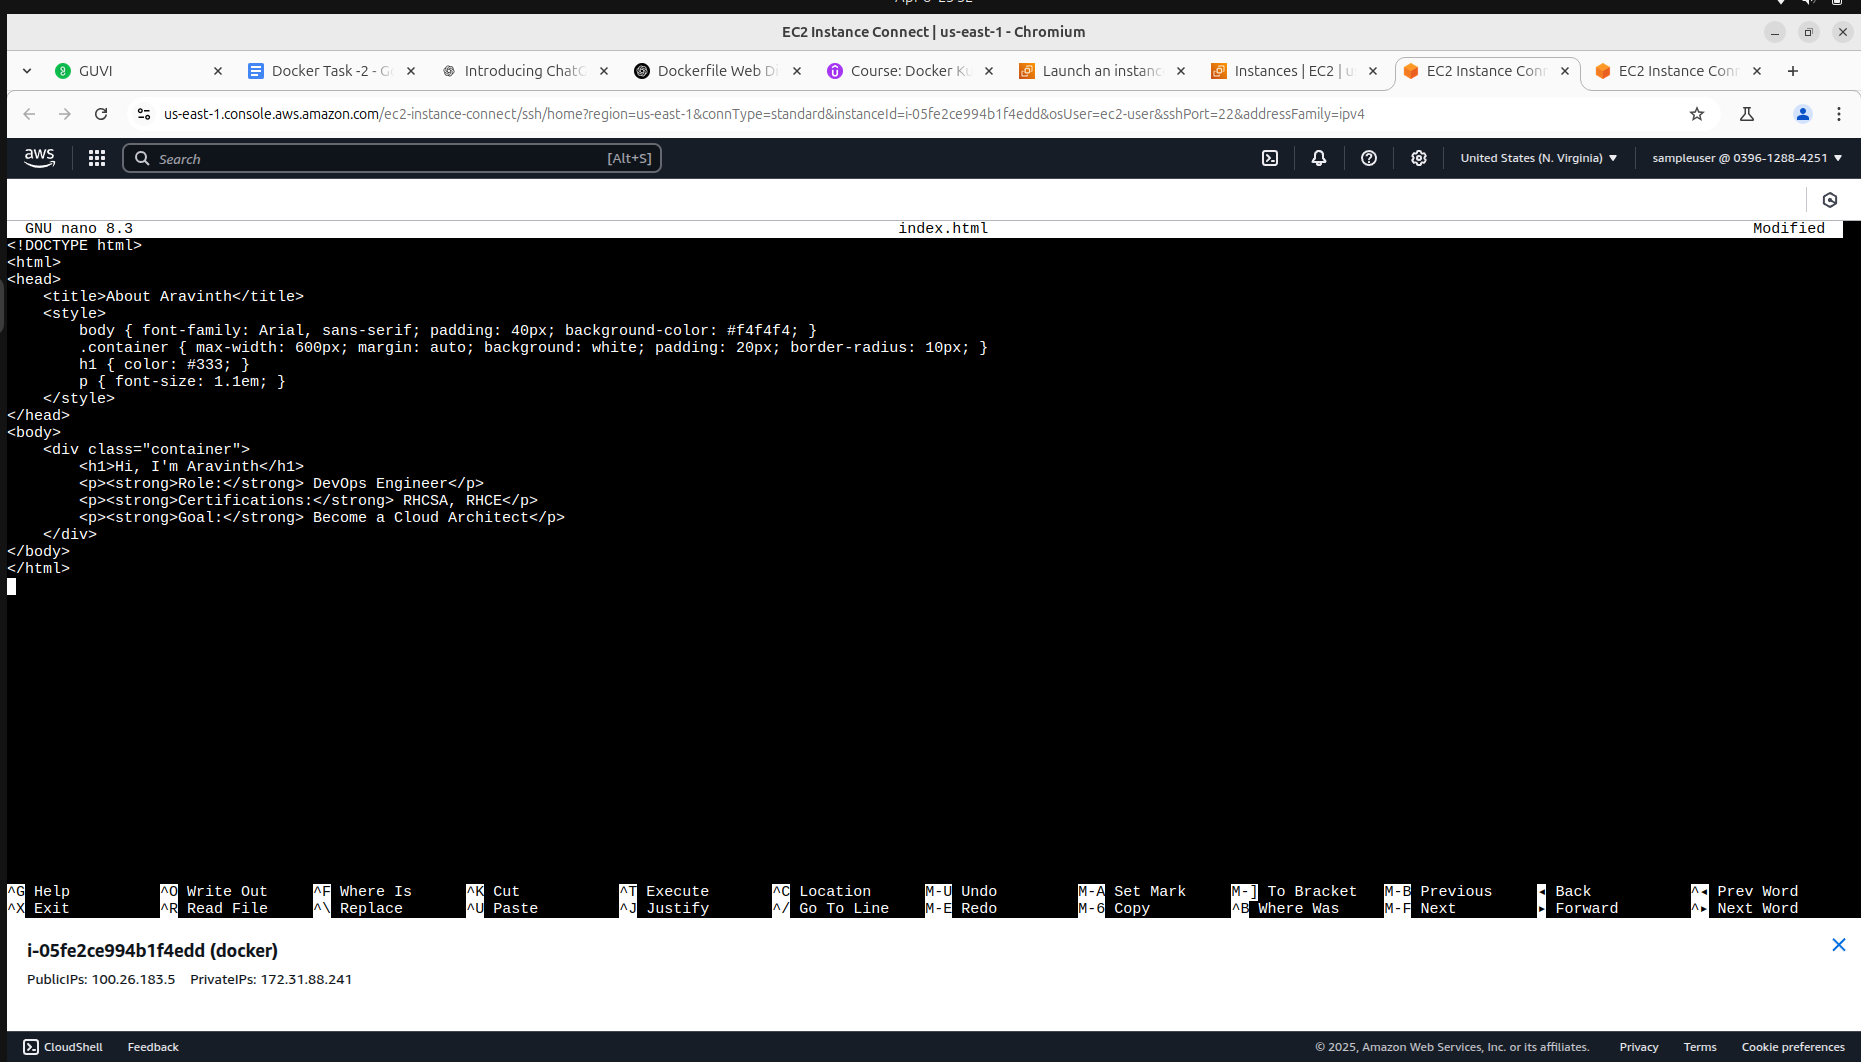 EC2 Instance Connect | us-east-1 - Chromium
GUVI
Docker Task -2 - G
Introducing Chat
Dockerfile Web D
Course: Docker Ku
Launch an instanc
Instances | EC2 | u
EC2 Instance Con
EC2 Instance Con
us-east-1.console.aws.amazon.com/ec2-instance-connect/ssh/home?region=us-east-1&connType=standard&instanceId=i-05fe2ce994b1f4edd&osUser=ec2-user&sshPort=22&addressFamily=ipv4
aws
Search [Alt+S]
United States (N. Virginia)
sampleuser @ 0396-1288-4251
GNU nano 8.3 index.html Modified
<!DOCTYPE html>
<html>
<head>
    <title>About Aravinth</title>
    <style>
        body { font-family: Arial, sans-serif; padding: 40px; background-color: #f4f4f4; }
        .container { max-width: 600px; margin: auto; background: white; padding: 20px; border-radius: 10px; }
        h1 { color: #333; }
        p { font-size: 1.1em; }
    </style>
</head>
<body>
    <div class="container">
        <h1>Hi, I'm Aravinth</h1>
        <p><strong>Role:</strong> DevOps Engineer</p>
        <p><strong>Certifications:</strong> RHCSA, RHCE</p>
        <p><strong>Goal:</strong> Become a Cloud Architect</p>
    </div>
</body>
</html>
^G Help ^O Write Out ^F Where Is ^K Cut ^T Execute ^C Location M-U Undo M-A Set Mark M-] To Bracket M-B Previous ◂ Back ^◂ Prev Word
^X Exit ^R Read File ^\ Replace ^U Paste ^J Justify ^/ Go To Line M-E Redo M-6 Copy ^B Where Was M-F Next ▸ Forward ^▸ Next Word
i-05fe2ce994b1f4edd (docker)
PublicIPs: 100.26.183.5 PrivateIPs: 172.31.88.241
CloudShell Feedback © 2025, Amazon Web Services, Inc. or its affiliates. Privacy Terms Cookie preferences